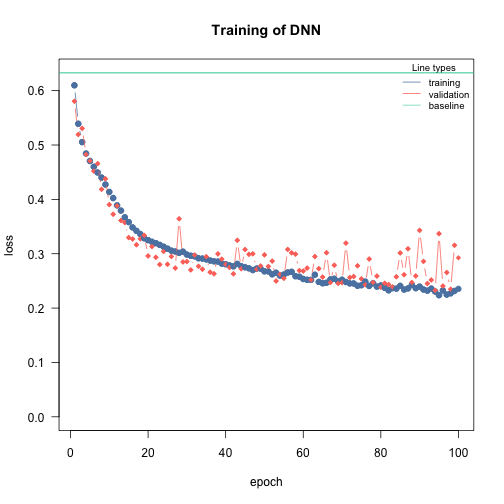 Training of DNN
Line types
training
validation
baseline
loss
0.6
0.5
0.4
0.3
0.2
0.1
0.0
0 20 40 60 80 100
epoch